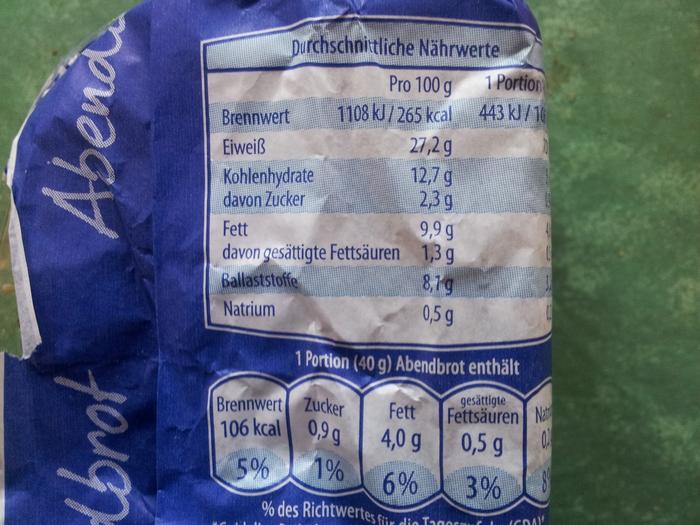 Durchschnittliche Nährwerte
Pro 100 g 1 Portion
Brennwert 1108 kJ / 265 kcal 443 kJ /
Eiweiß 27,2 g
Kohlenhydrate 12,7 g
davon Zucker 2,3 g
Fett 9,9 g
davon gesättigte Fettsäuren 1,3 g
Ballaststoffe 8,1 g
Natrium 0,5 g
1 Portion (40 g) Abendbrot enthält
Brennwert
106 kcal
5%
Zucker
0,9 g
1%
Fett
4,0 g
6%
gesättigte
Fettsäuren
0,5 g
3%
% des Richtwertes für die
Abend